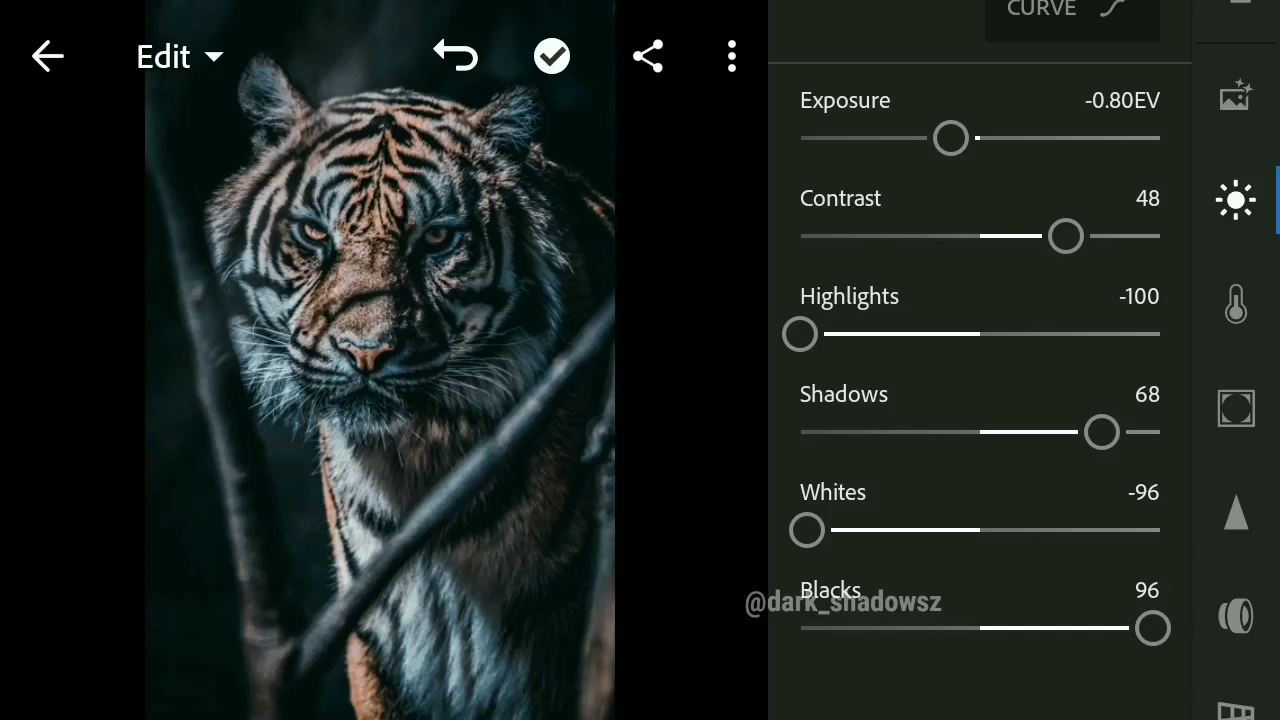 Edit
CURVE
Exposure -0.80EV
Contrast 48
Highlights -100
Shadows 68
Whites -96
Blacks 96
@dark_shadowsz